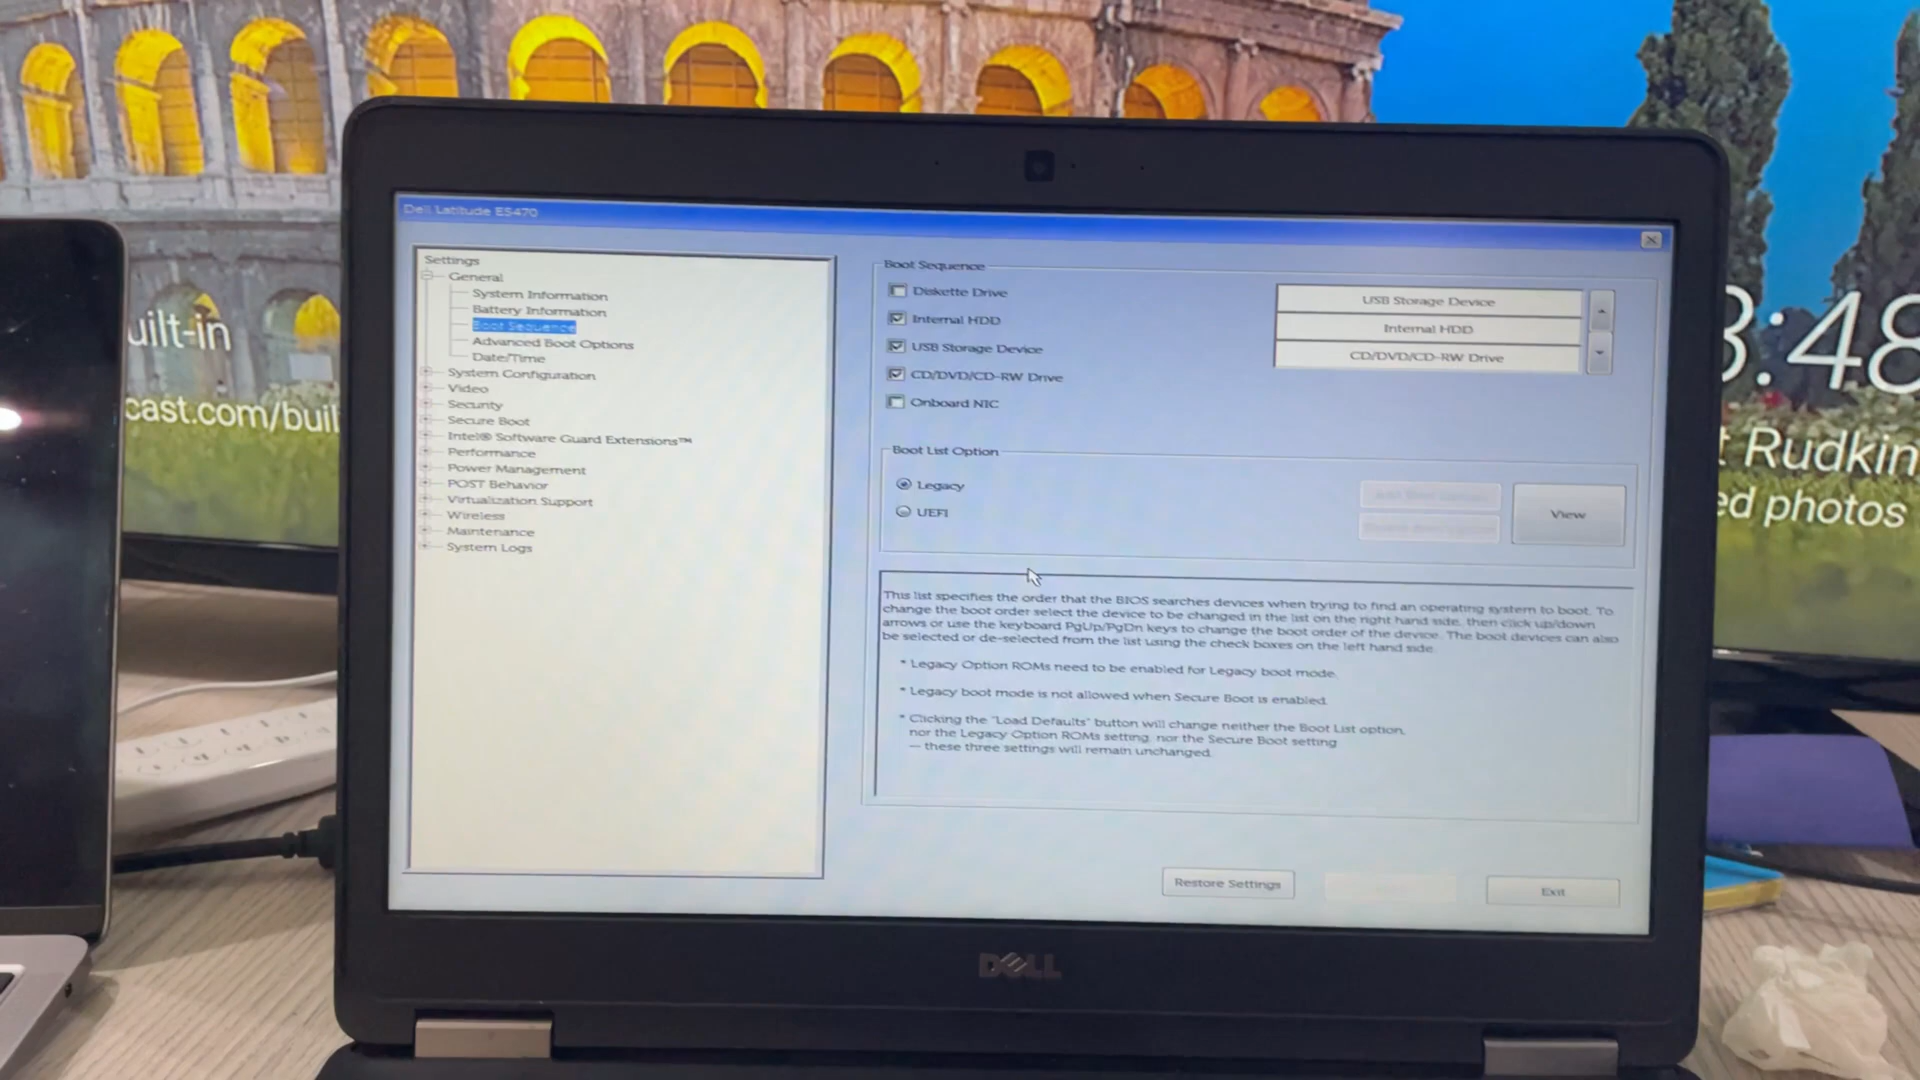 Dell Latitude E5470
Settings
General
System Information
Battery Information
Boot Sequence
Advanced Boot Options
Date/Time
System Configuration
Video
Security
Secure Boot
Intel® Software Guard Extensions™
Performance
Power Management
POST Behavior
Virtualization Support
Wireless
Maintenance
System Logs
Boot Sequence
Diskette Drive
Internal HDD
USB Storage Device
CD/DVD/CD-RW Drive
Onboard NIC
USB Storage Device
Internal HDD
CD/DVD/CD-RW Drive
Boot List Option
Legacy
UEFI
View
This list specifies the order that the BIOS searches devices when trying to find an operating system to boot. To
change the boot order select the device to be changed in the list on the right hand side, then click up/down
arrows or use the keyboard PgUp/PgDn keys to change the boot order of the device. The boot devices can also
be selected or de-selected from the list using the check boxes on the left hand side.
* Legacy Option ROMs need to be enabled for Legacy boot mode.
* Legacy boot mode is not allowed when Secure Boot is enabled.
* Clicking the "Load Defaults" button will change neither the Boot List option,
nor the Legacy Option ROMs setting, nor the Secure Boot setting
— these three settings will remain unchanged.
Restore Settings
Exit
DELL
uilt-in
cast.com/buil
3:48
t Rudkin
ed photos